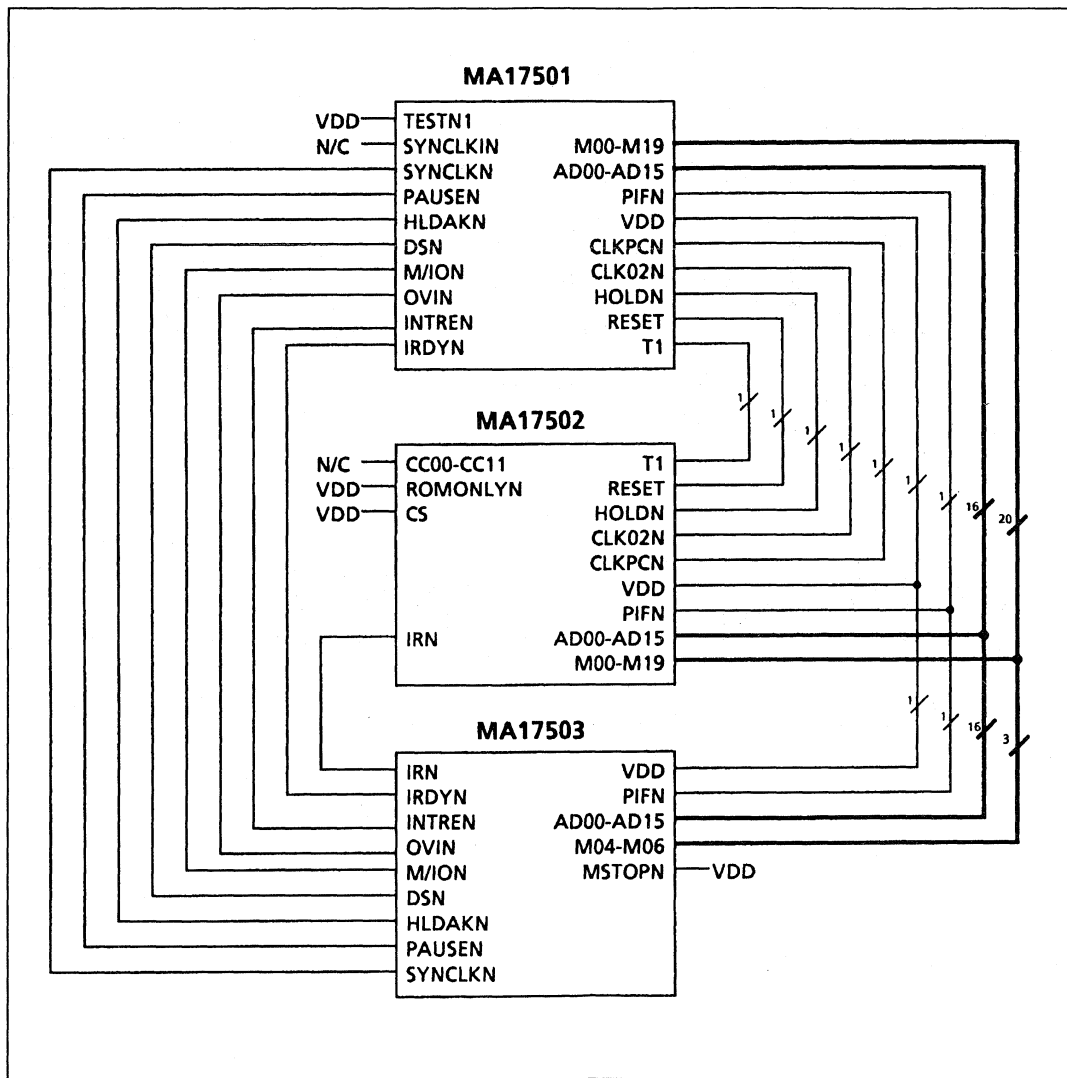 MA17501
VDD TESTN1
N/C SYNCLKIN M00-M19
SYNCLKN AD00-AD15
PAUSEN PIFN
HLDAKN VDD
DSN CLKPCN
M/ION CLK02N
OVIN HOLDN
INTREN RESET
IRDYN T1
1 1 1 1 1 1 1 16 20
MA17502
N/C CC00-CC11 T1
VDD ROMONLYN RESET
VDD CS HOLDN
CLK02N
CLKPCN
VDD
PIFN
IRN AD00-AD15
M00-M19
1 1 16 3
MA17503
IRN VDD
IRDYN PIFN
INTREN AD00-AD15
OVIN M04-M06
M/ION MSTOPN VDD
DSN
HLDAKN
PAUSEN
SYNCLKN